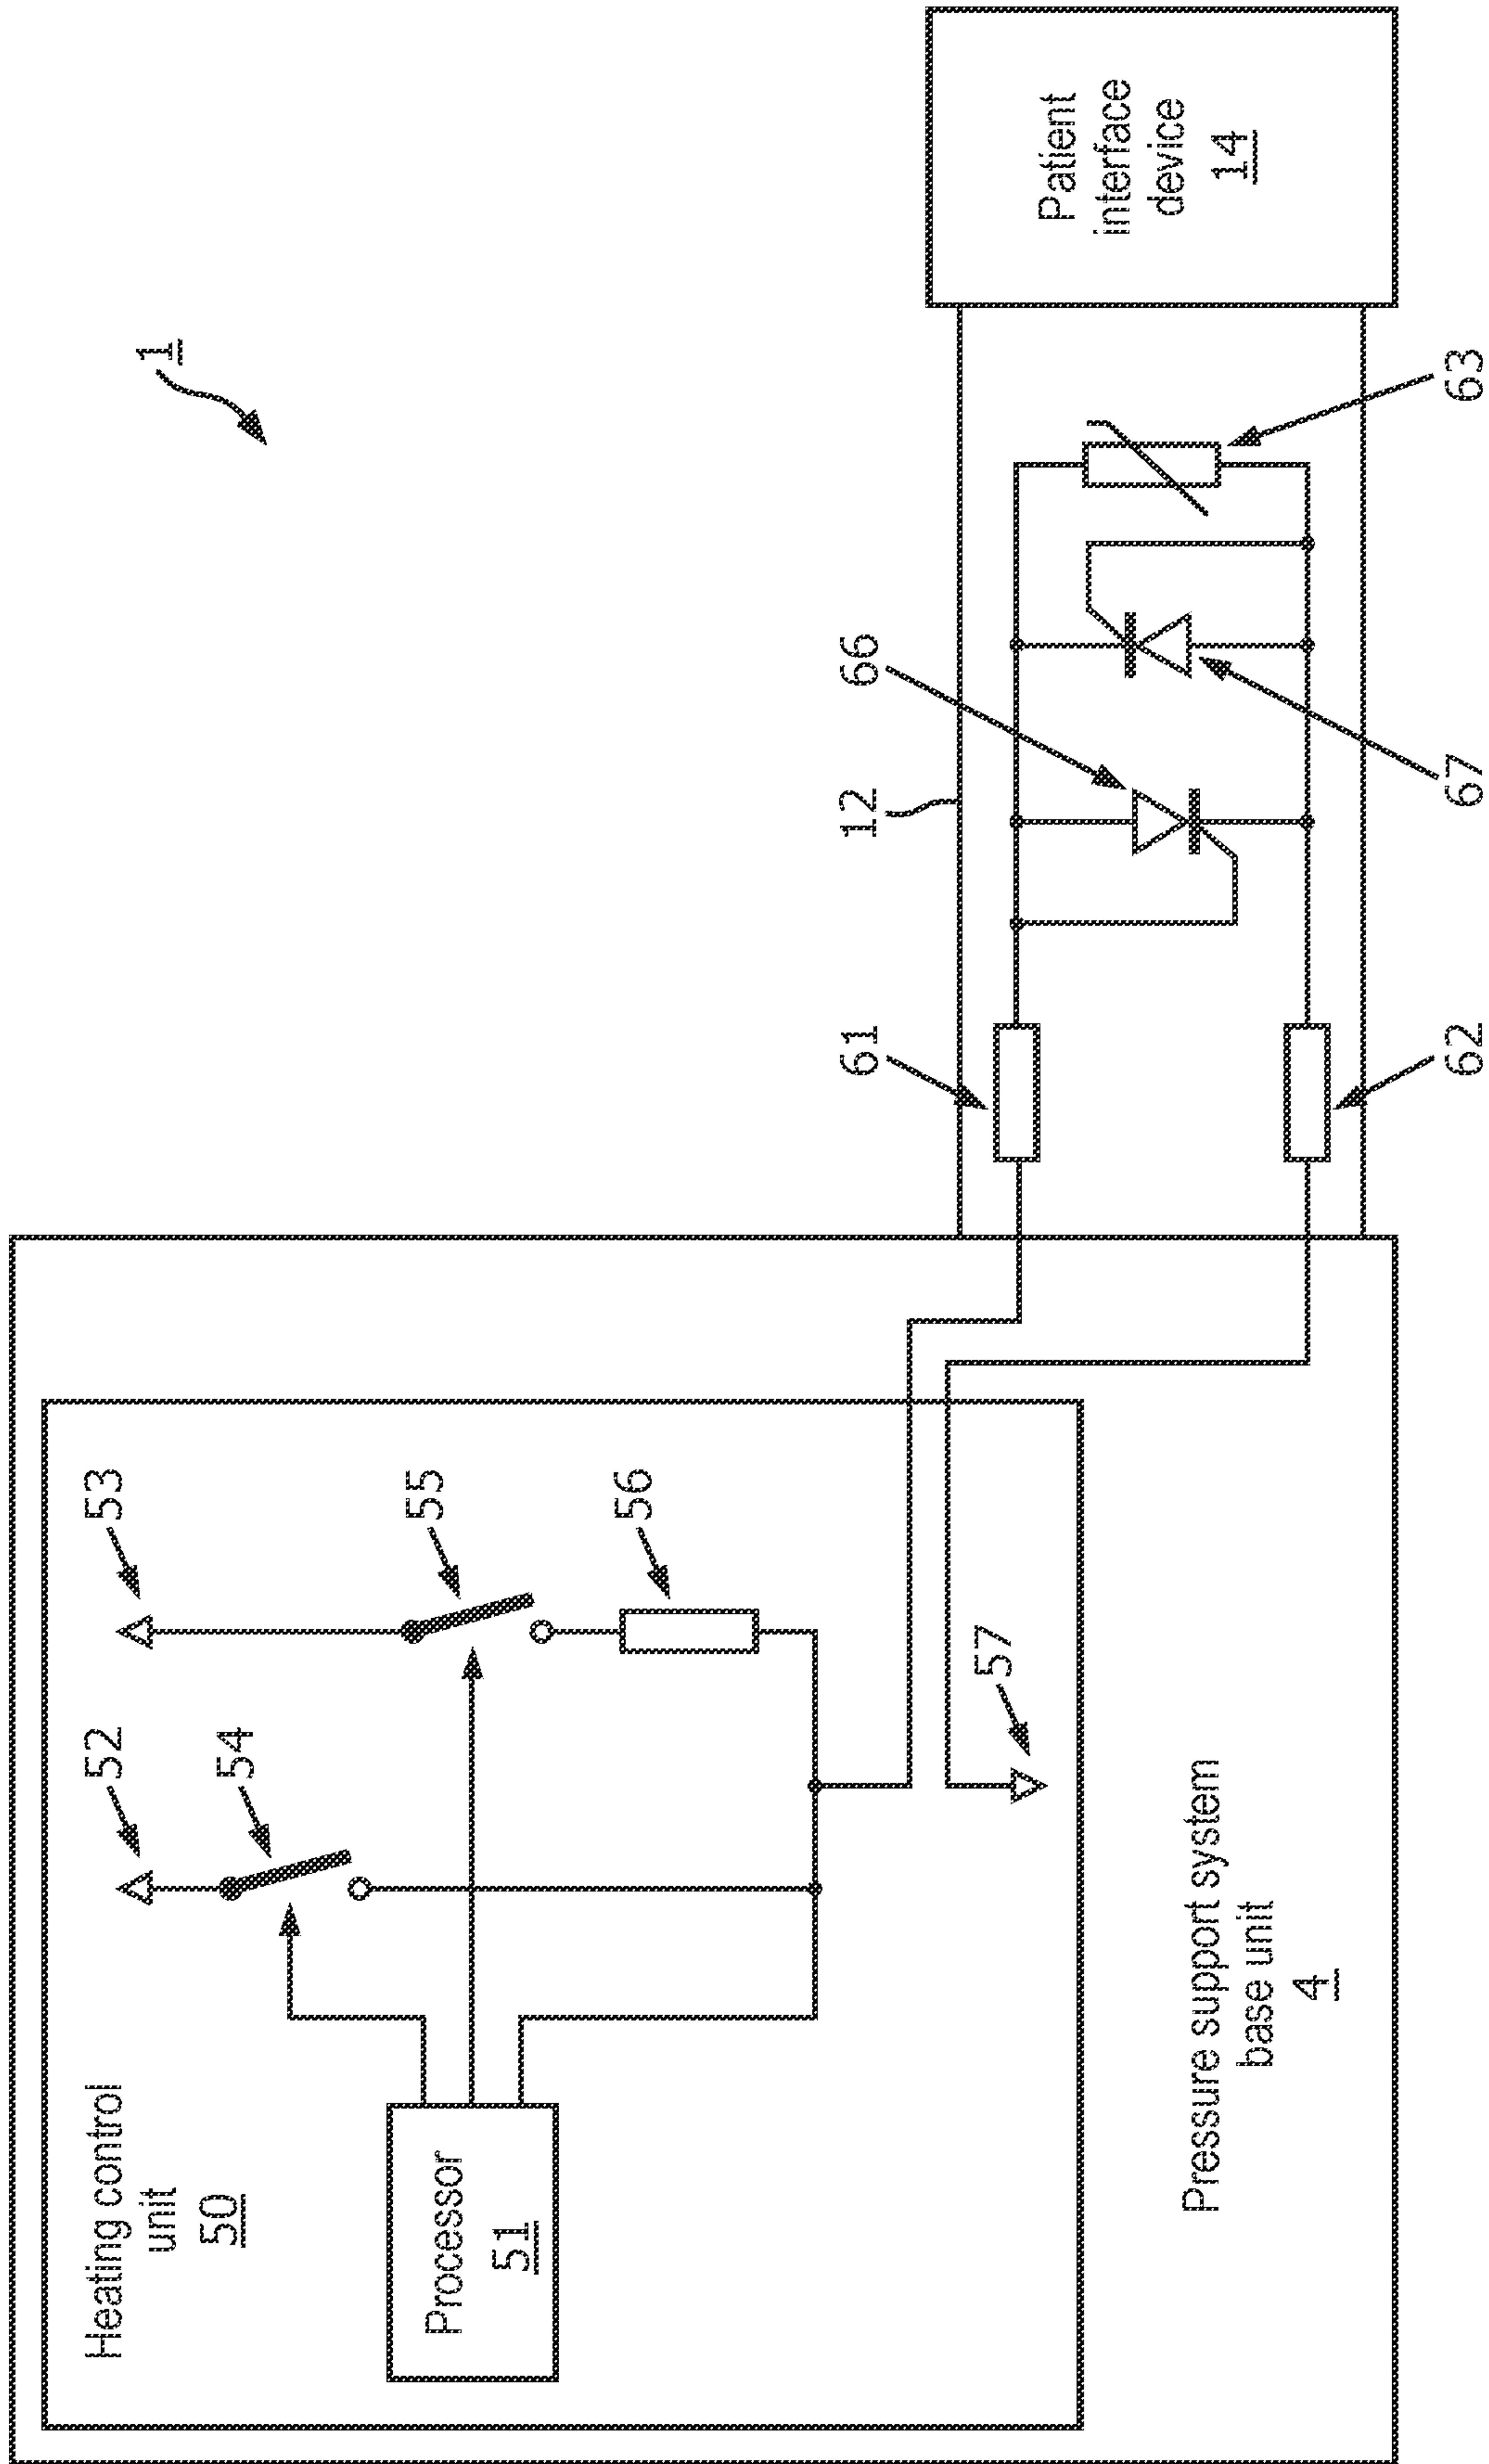 1
Heating control
unit
50
52
53
54
55
56
Processor
51
57
Pressure support system
base unit
4
61
12
66
62
67
63
Patient
interface
device
14